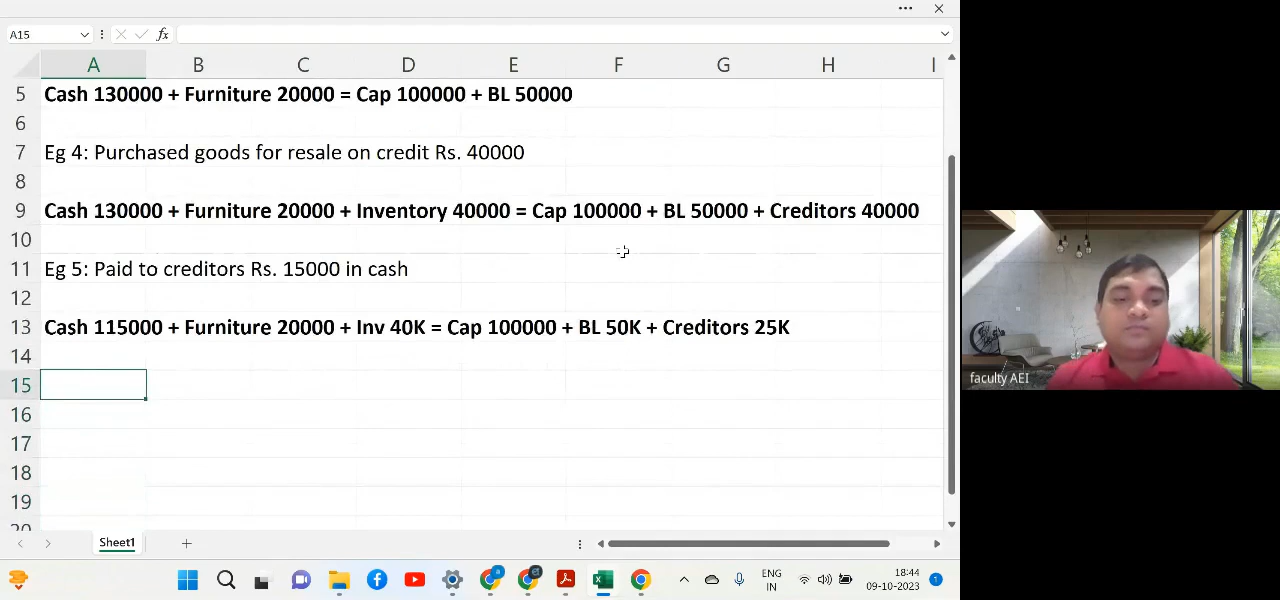 A15
fx
A B C D E F G H I
5 Cash 130000 + Furniture 20000 = Cap 100000 + BL 50000
6
7 Eg 4: Purchased goods for resale on credit Rs. 40000
8
9 Cash 130000 + Furniture 20000 + Inventory 40000 = Cap 100000 + BL 50000 + Creditors 40000
10
11 Eg 5: Paid to creditors Rs. 15000 in cash
12
13 Cash 115000 + Furniture 20000 + Inv 40K = Cap 100000 + BL 50K + Creditors 25K
14
15
16
17
18
19
20
faculty AEI
Sheet1
ENG
IN
18:44
09-10-2023
1